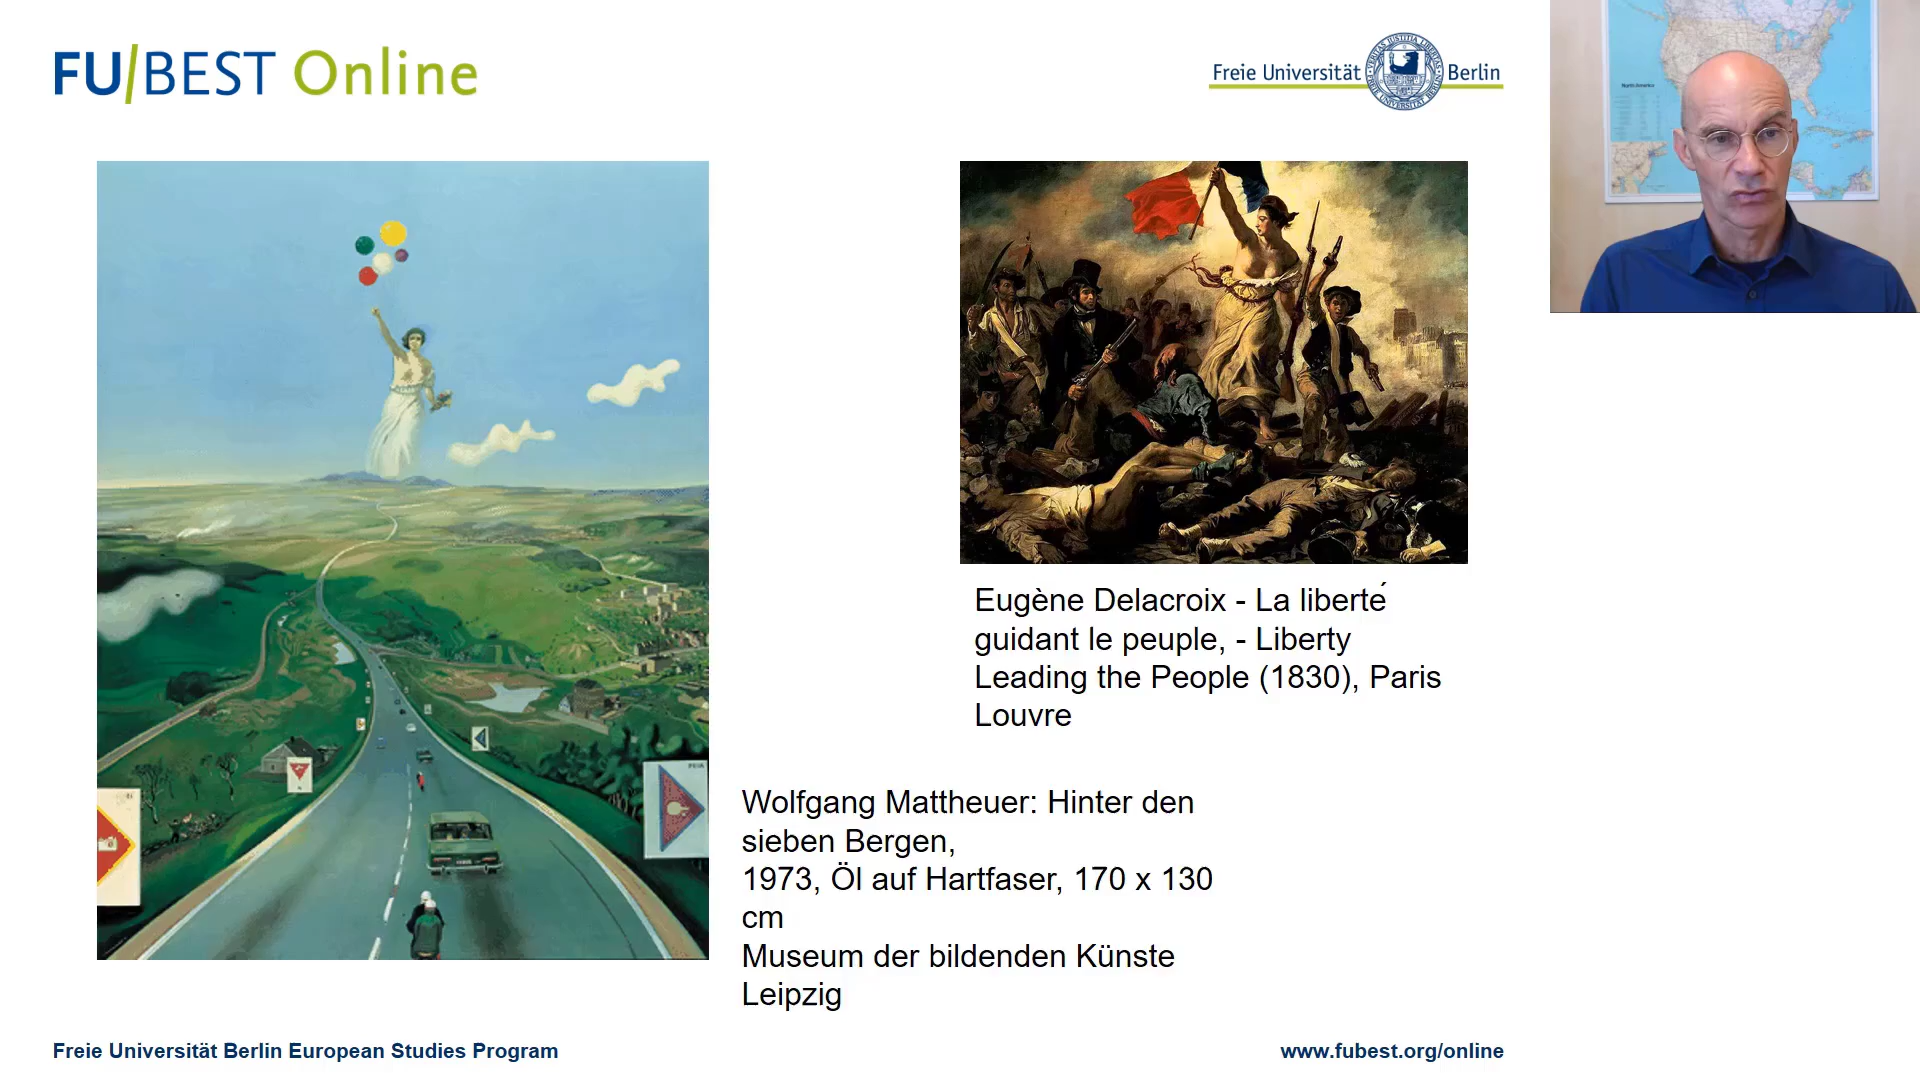 FU/BEST Online
Freie Universität Berlin
North America
Eugène Delacroix - La liberté
guidant le peuple, - Liberty
Leading the People (1830), Paris
Louvre
Wolfgang Mattheuer: Hinter den
sieben Bergen,
1973, Öl auf Hartfaser, 170 x 130
cm
Museum der bildenden Künste
Leipzig
Freie Universität Berlin European Studies Program
www.fubest.org/online